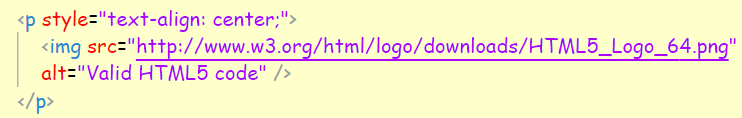 <p style="text-align: center;">
<img src="http://www.w3.org/html/logo/downloads/HTML5_Logo_64.png"
alt="Valid HTML5 code" />
</p>